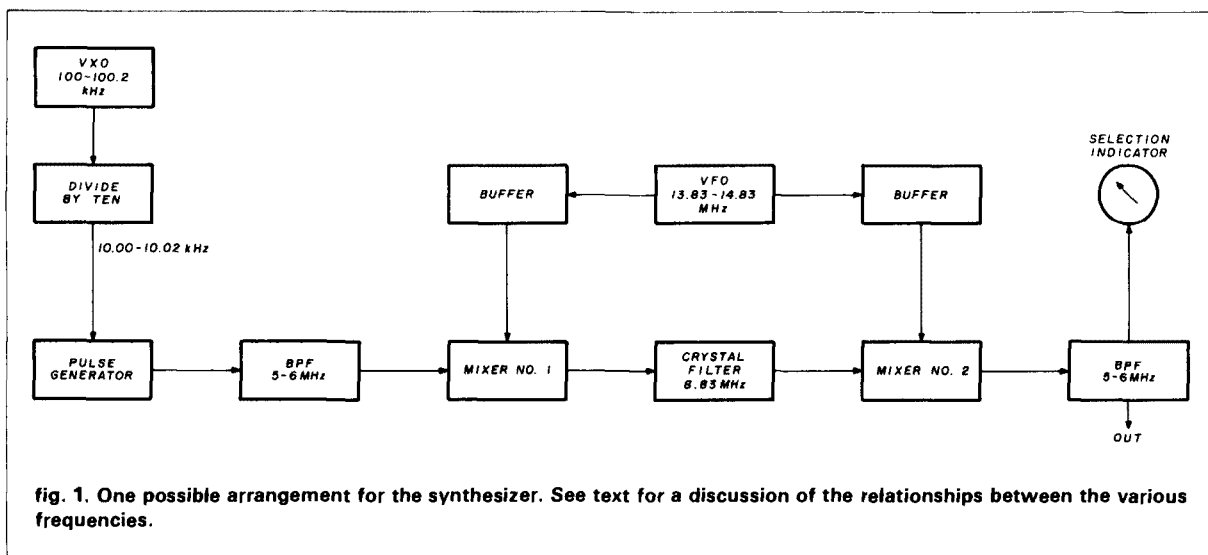 VXO
100-100.2
kHz
DIVIDE
BY TEN
10.00-10.02 kHz
BUFFER
VFO
13.83-14.83
MHz
BUFFER
SELECTION
INDICATOR
PULSE
GENERATOR
BPF
5-6MHz
MIXER NO. 1
CRYSTAL
FILTER
8.83MHz
MIXER NO. 2
BPF
5-6MHz
OUT
fig. 1. One possible arrangement for the synthesizer. See text for a discussion of the relationships between the various
frequencies.